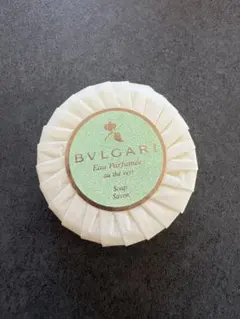 BVLGARI
Eau Parfumée
au thé vert
Soap
Savon